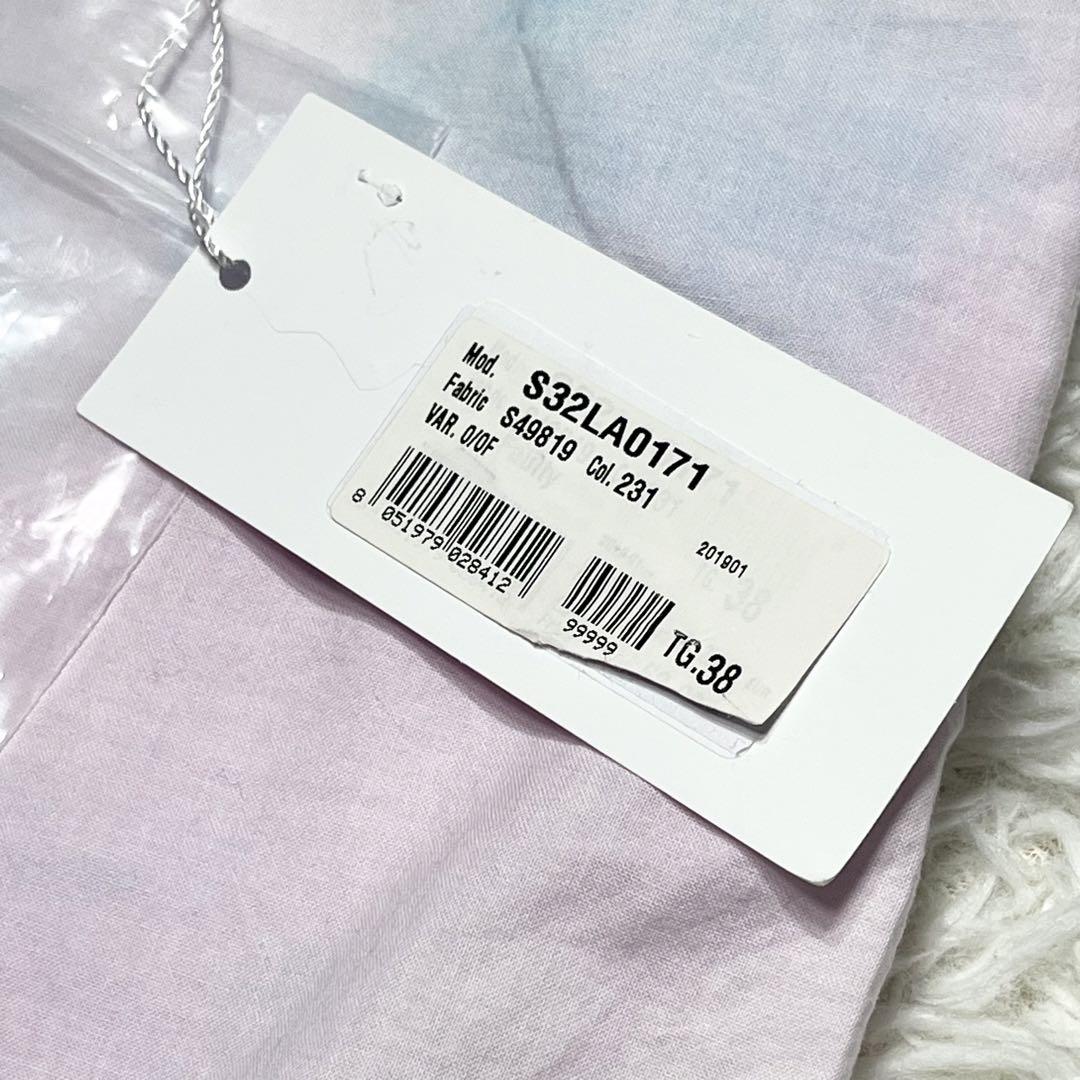 Mod. S32LA0171
Fabric S49819 Col. 231
VAR. 0/0F
201901
8 051979 028412
99999
TG.38